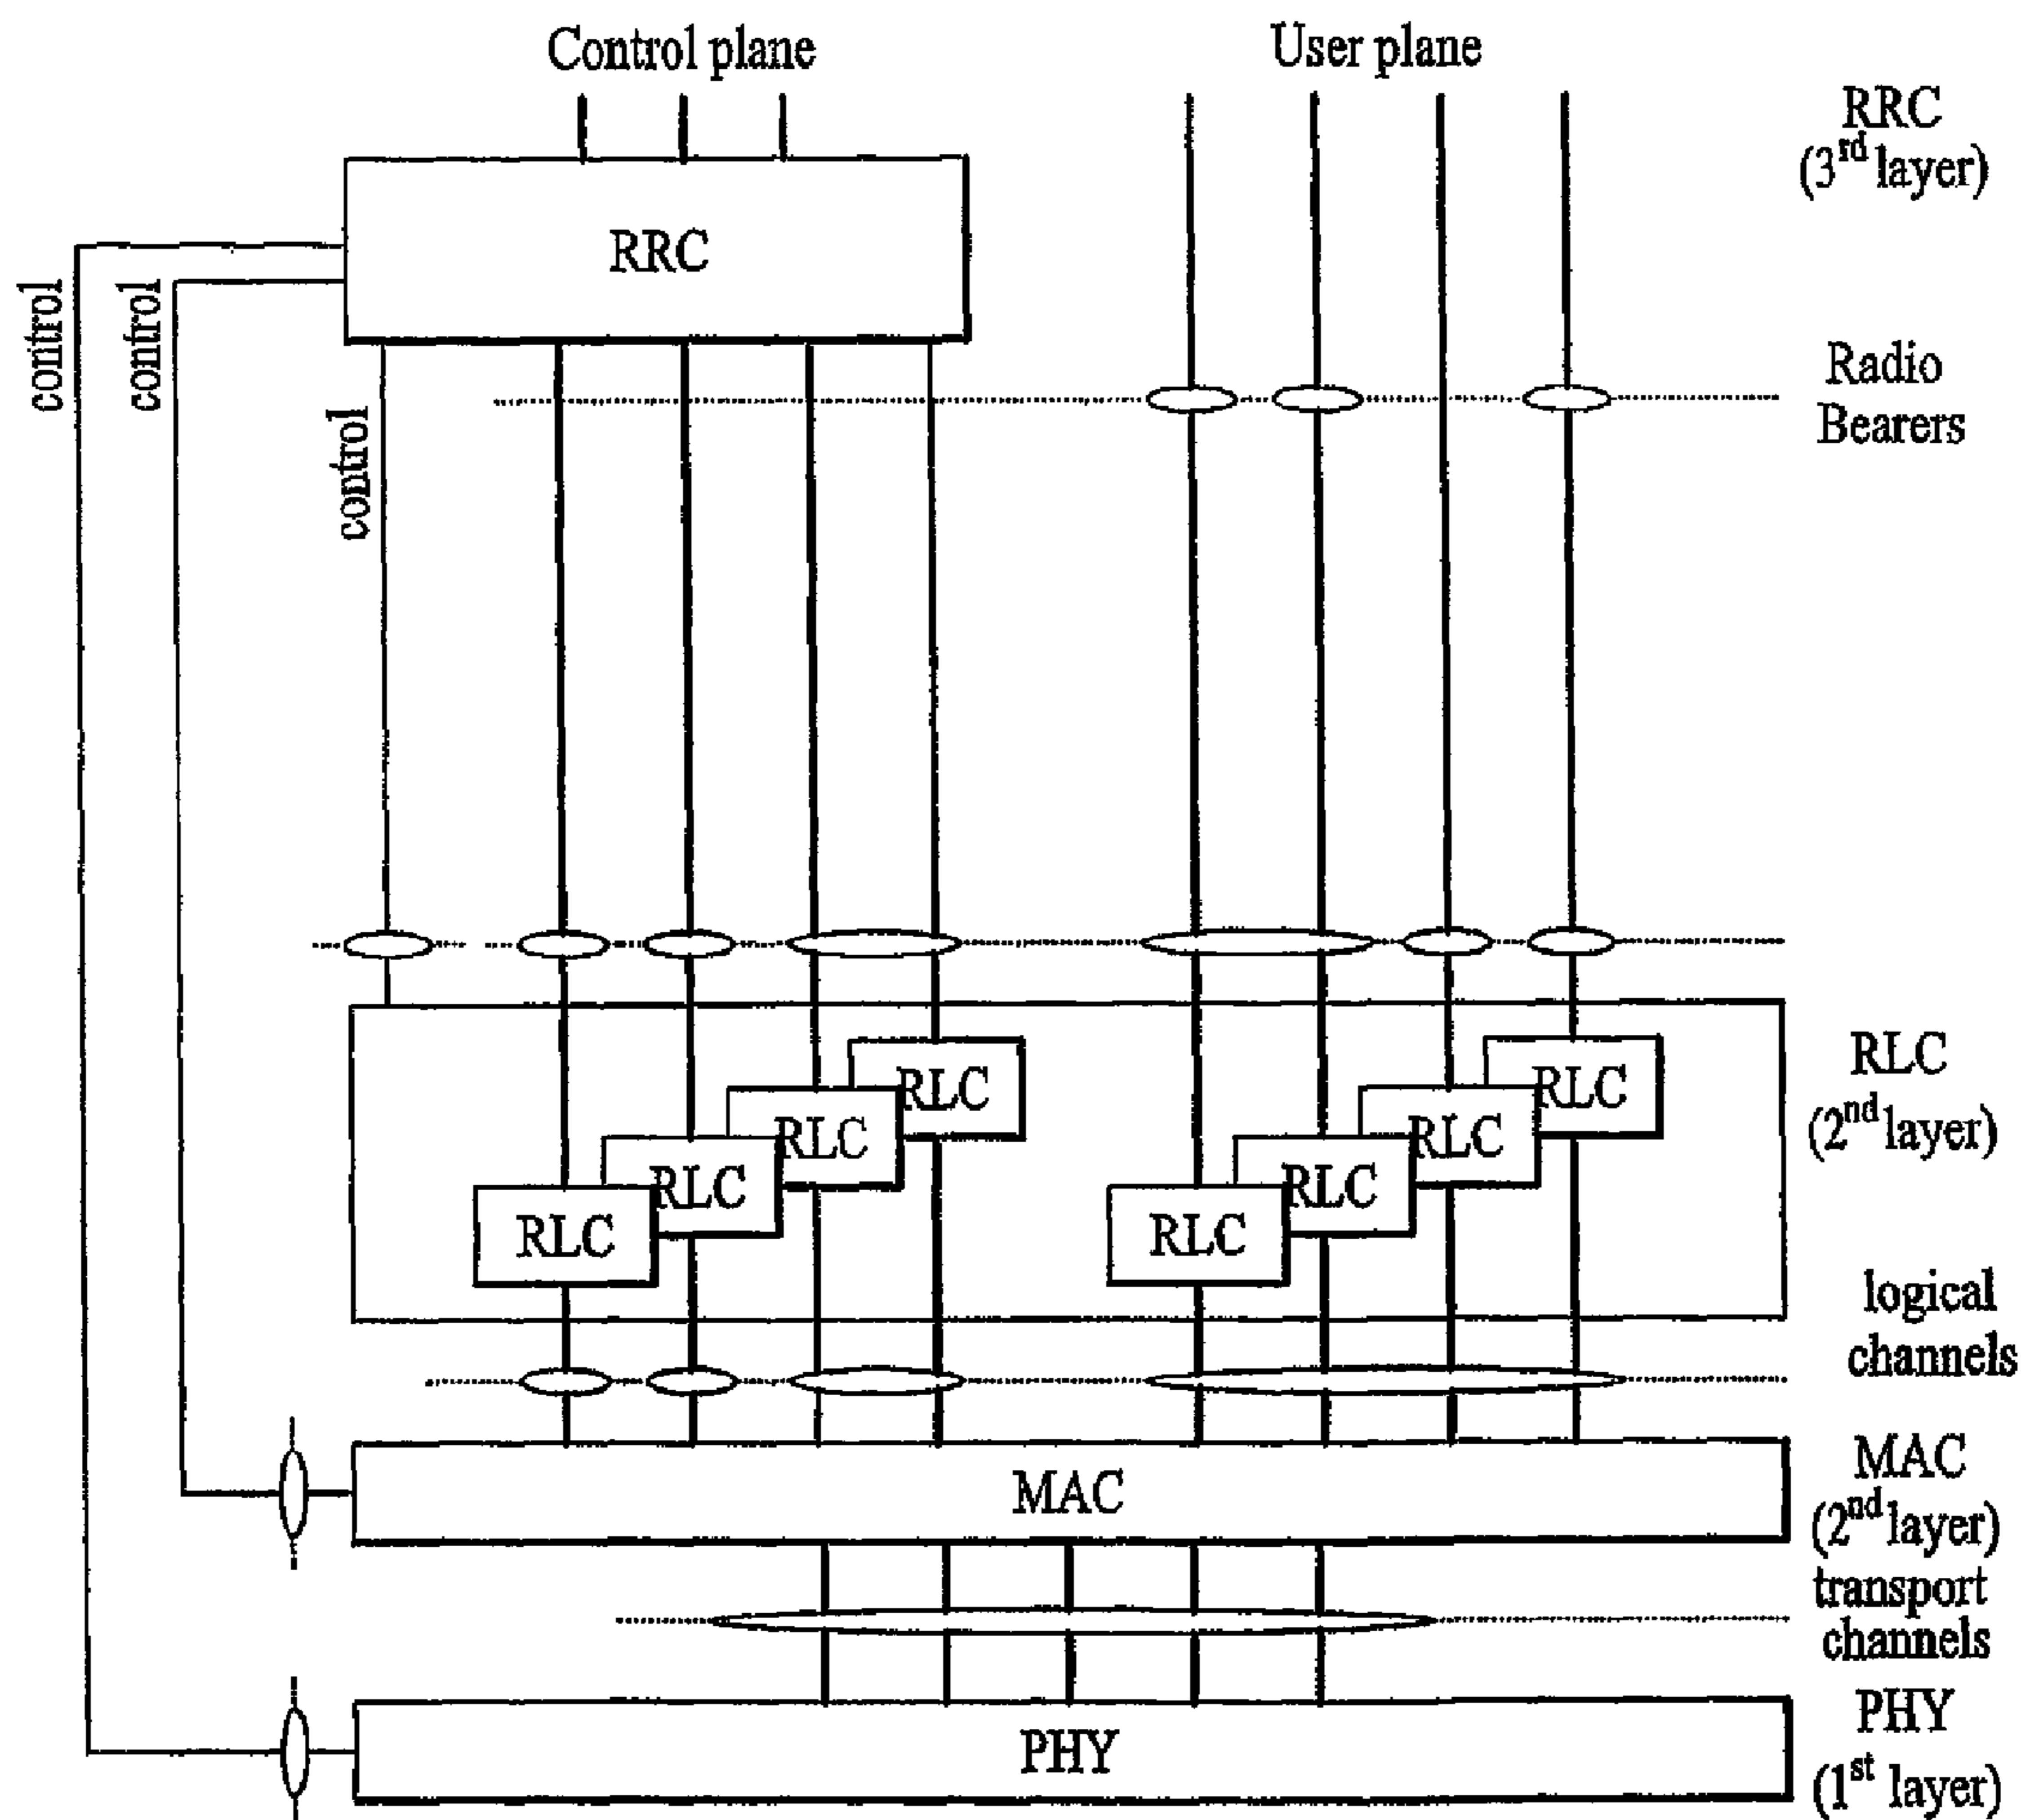 Control plane
User plane
RRC
(3rd layer)
RRC
control
control
control
Radio
Bearers
RLC
RLC
RLC
RLC
RLC
RLC
RLC
RLC
RLC
(2nd layer)
logical
channels
MAC
MAC
(2nd layer)
transport
channels
PHY
PHY
(1st layer)